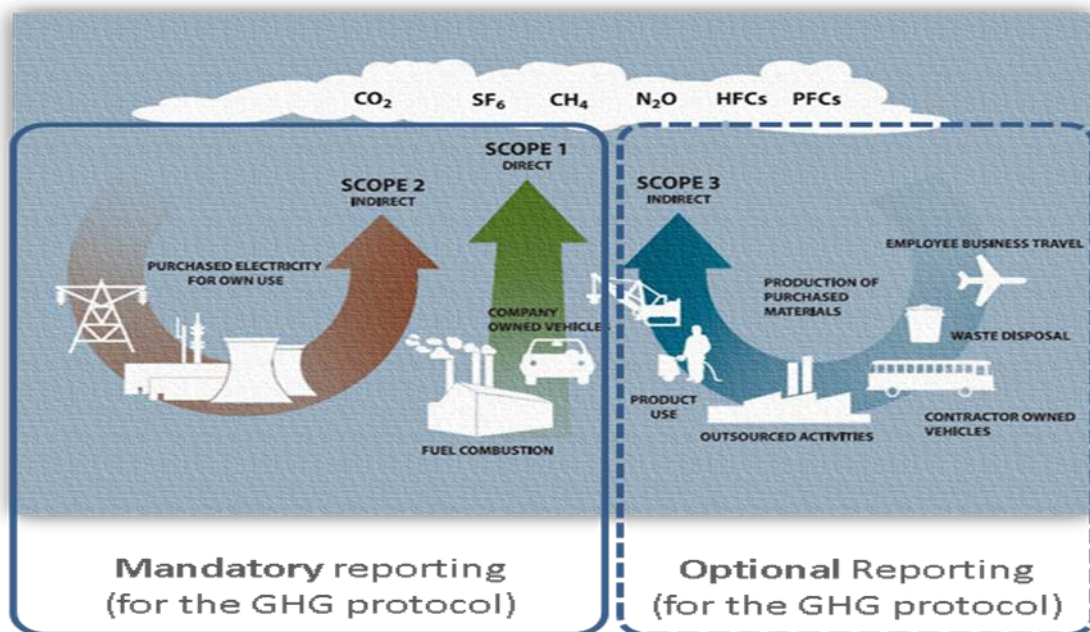 CO₂ SF₆ CH₄ N₂O HFCs PFCs
SCOPE 1
DIRECT
SCOPE 2
INDIRECT
SCOPE 3
INDIRECT
PURCHASED ELECTRICITY
FOR OWN USE
COMPANY
OWNED VEHICLES
FUEL COMBUSTION
EMPLOYEE BUSINESS TRAVEL
PRODUCTION OF
PURCHASED
MATERIALS
WASTE DISPOSAL
PRODUCT
USE
OUTSOURCED ACTIVITIES
CONTRACTOR OWNED
VEHICLES
Mandatory reporting
(for the GHG protocol)
Optional Reporting
(for the GHG protocol)